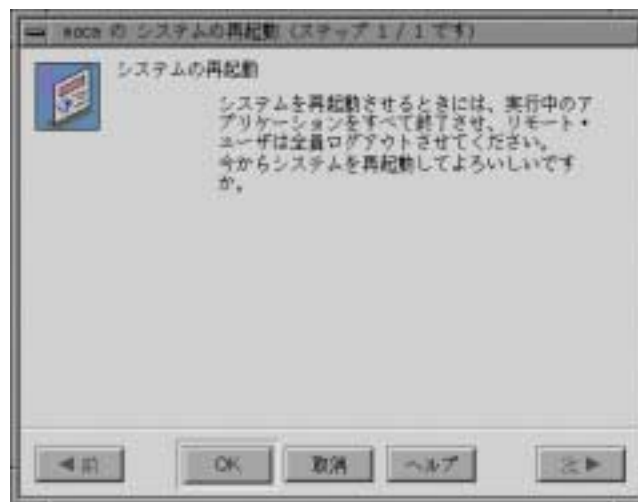 の システムの再起動 (ステップ 1 / 1 です)
システムの再起動
システムを再起動させるときには、実行中のア
プリケーションをすべて終了させ、リモート・
ユーザは全員ログアウトさせてください。
今からシステムを再起動してよろしいです
か。
◀ 前
OK
取消
ヘルプ
次 ▶